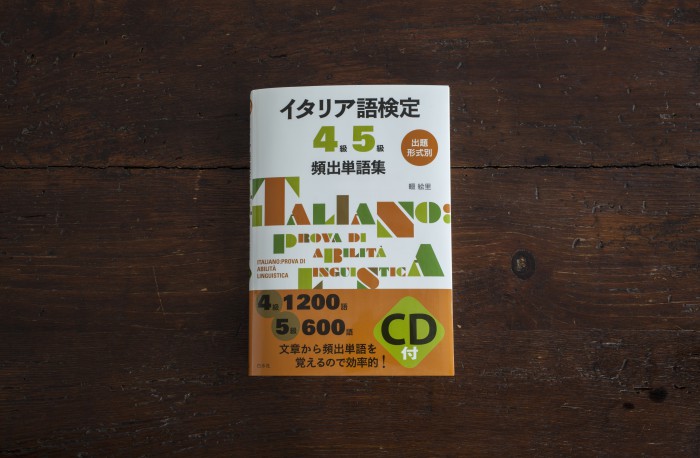 イタリア語検定
4級5級
出題
形式別
頻出単語集
ITALIANO:
PROVA DI
ABILITÀ
LINGUISTICA
ITALIANO:PROVA DI
ABILITÀ
LINGUISTICA
4級1200語
5級600語
CD
付
文章から頻出単語を
覚えるので効率的!